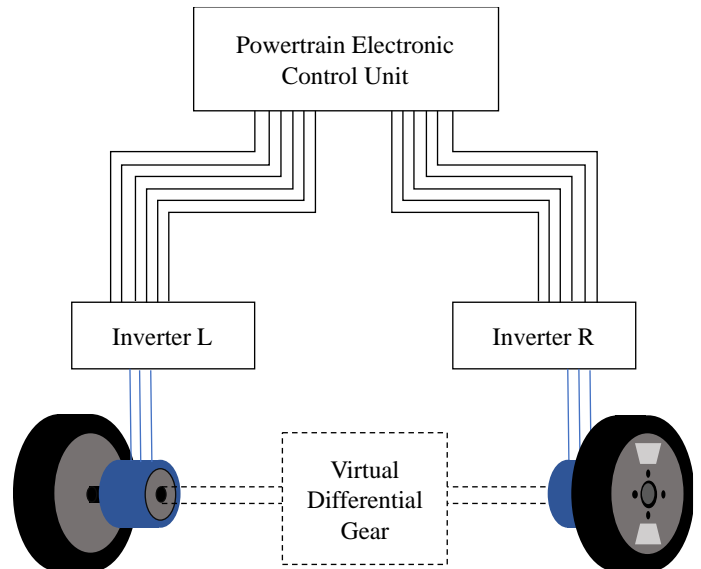 Powertrain Electronic
Control Unit
Inverter L
Inverter R
Virtual
Differential
Gear